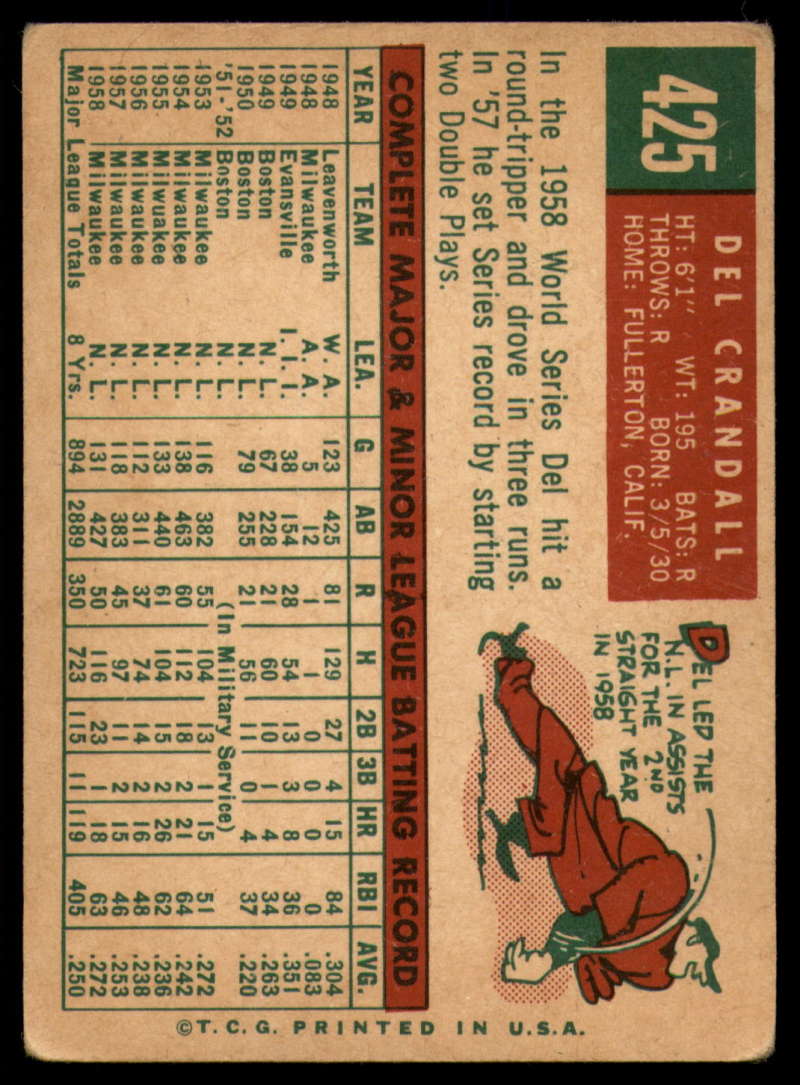 425
DEL CRANDALL
HT: 6'1" WT: 195 BATS: R
THROWS: R BORN: 3/5/30
HOME: FULLERTON, CALIF.
In the 1958 World Series Del hit a
round-tripper and drove in three runs.
In '57 he set Series record by starting
two Double Plays.
DEL LED THE
N.L. IN ASSISTS
FOR THE 2ND
STRAIGHT YEAR
IN 1958
COMPLETE MAJOR & MINOR LEAGUE BATTING RECORD
YEAR TEAM LEA. G AB R H 2B 3B HR RBI AVG.
1948 Leavenworth W. A. 123 425 81 129 27 4 15 84 .304
1948 Milwaukee A. A. 5 12 1 1 0 0 0 0 .083
1949 Evansville I. I. I. 38 154 28 54 13 3 8 36 .351
1949 Boston N. L. 67 228 21 60 10 1 4 34 .263
1950 Boston N. L. 79 255 21 56 11 0 4 37 .220
'51-'52 Boston (In Military Service)
1953 Milwaukee N. L. 116 382 55 104 13 1 15 51 .272
1954 Milwaukee N. L. 138 463 60 112 18 2 21 64 .242
1955 Milwuakee N. L. 133 440 61 104 15 2 26 62 .236
1956 Milwaukee N. L. 112 311 37 74 14 2 16 48 .238
1957 Milwaukee N. L. 118 383 45 97 11 2 15 46 .253
1958 Milwaukee N. L. 131 427 50 116 23 1 18 63 .272
Major League Totals 8 Yrs. 894 2889 350 723 115 11 119 405 .250
©T.C.G. PRINTED IN U.S.A.